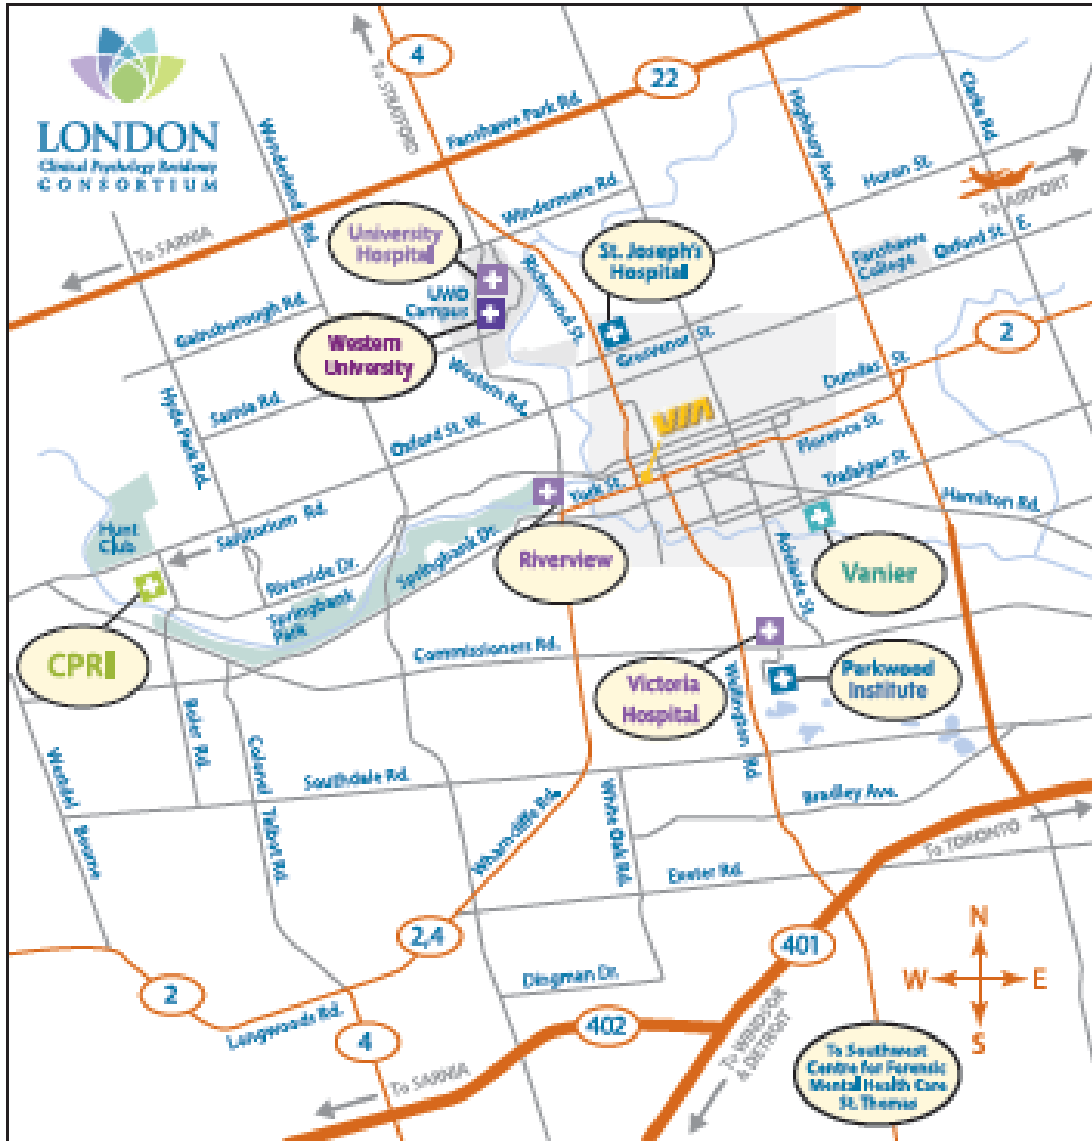 LONDON
Clinical Psychology Residency
CONSORTIUM
To STRATFORD
4
22
Fanshawe Park Rd.
Highbury Ave.
Clarke Rd.
Wonderland Rd.
Windermere Rd.
Huron St.
To AIRPORT
To SARNIA
University
Hospital
St. Joseph's
Hospital
Richmond St.
Fanshawe
College
Oxford St. E.
UWO
Campus
Gainsborough Rd.
Western
University
Grosvenor St.
2
Hyde Park Rd.
Sarnia Rd.
Western Rd.
Dundas St.
Oxford St. W.
VIA
Florence St.
Trafalgar St.
York St.
Hamilton Rd.
Hunt
Club
Riverside Dr.
Springbank Dr.
Riverview
Adelaide St.
Vanier
Springbank
Park
CPRI
Commissioners Rd.
Victoria
Hospital
Wellington Rd.
Parkwood
Institute
Boler Rd.
Colonel Talbot Rd.
Southdale Rd.
Wharncliffe Rd.
White Oak Rd.
Bradley Ave.
Bourne
To TORONTO
Exeter Rd.
2,4
401
N
W
E
S
2
Dingman Dr.
Longwoods Rd.
4
402
To WINDSOR
& DETROIT
To SARNIA
To Southwest
Centre for Forensic
Mental Health Care
St. Thomas